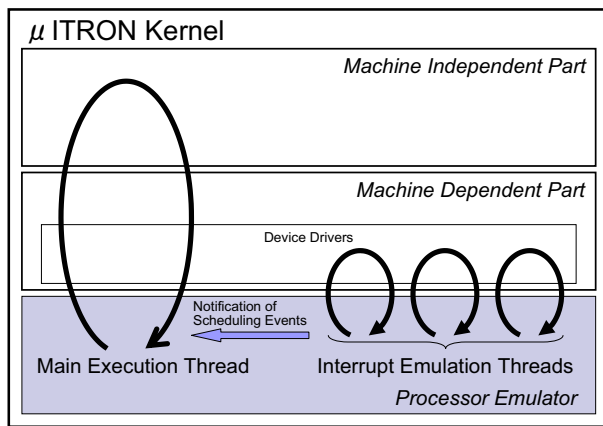 μ ITRON Kernel
Machine Independent Part
Machine Dependent Part
Device Drivers
Notification of
Scheduling Events
Main Execution Thread
Interrupt Emulation Threads
Processor Emulator